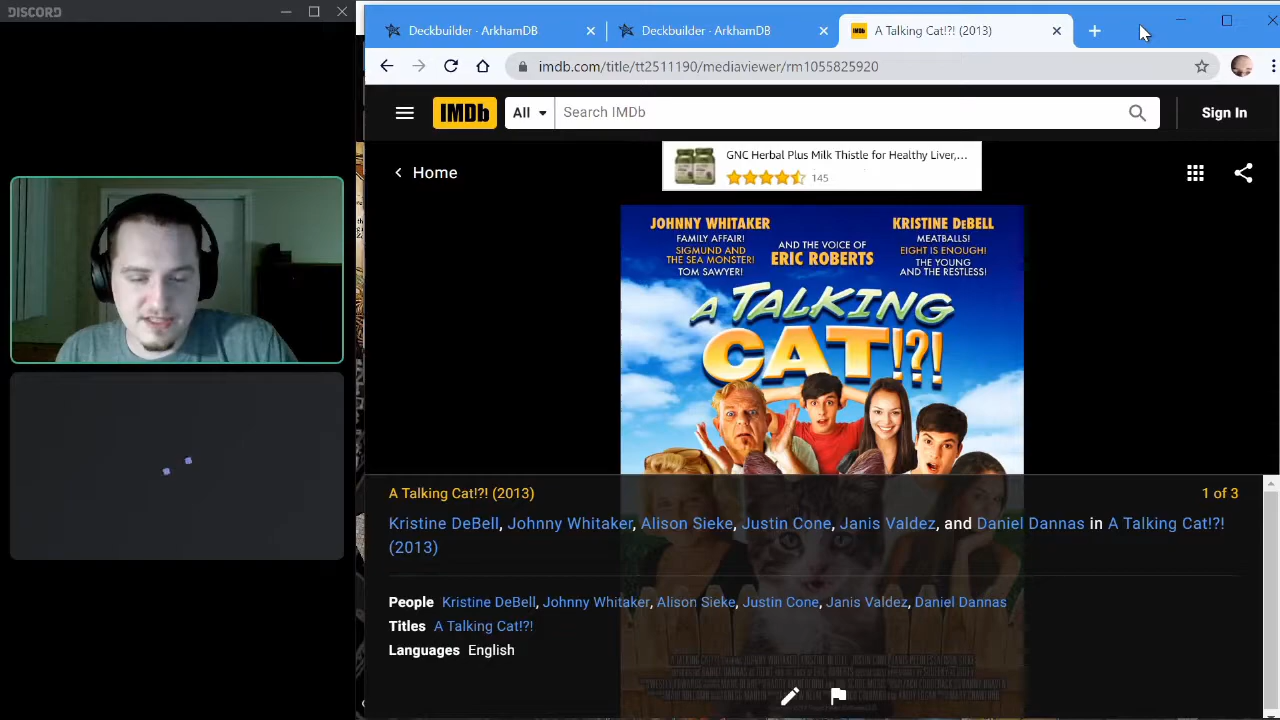 DISCORD
Deckbuilder · ArkhamDB
Deckbuilder · ArkhamDB
IMDb
A Talking Cat!?! (2013)
imdb.com/title/tt2511190/mediaviewer/rm1055825920
IMDb
All
Search IMDb
Sign In
GNC Herbal Plus Milk Thistle for Healthy Liver,...
145
Home
JOHNNY WHITAKER
FAMILY AFFAIR!
SIGMUND AND
THE SEA MONSTER!
TOM SAWYER!
AND THE VOICE OF
ERIC ROBERTS
KRISTINE DeBELL
MEATBALLS!
EIGHT IS ENOUGH!
THE YOUNG
AND THE RESTLESS!
A TALKING
CAT!?!
A Talking Cat!?! (2013)
1 of 3
Kristine DeBell, Johnny Whitaker, Alison Sieke, Justin Cone, Janis Valdez, and Daniel Dannas in A Talking Cat!?!
(2013)
People Kristine DeBell, Johnny Whitaker, Alison Sieke, Justin Cone, Janis Valdez, Daniel Dannas
Titles A Talking Cat!?!
Languages English